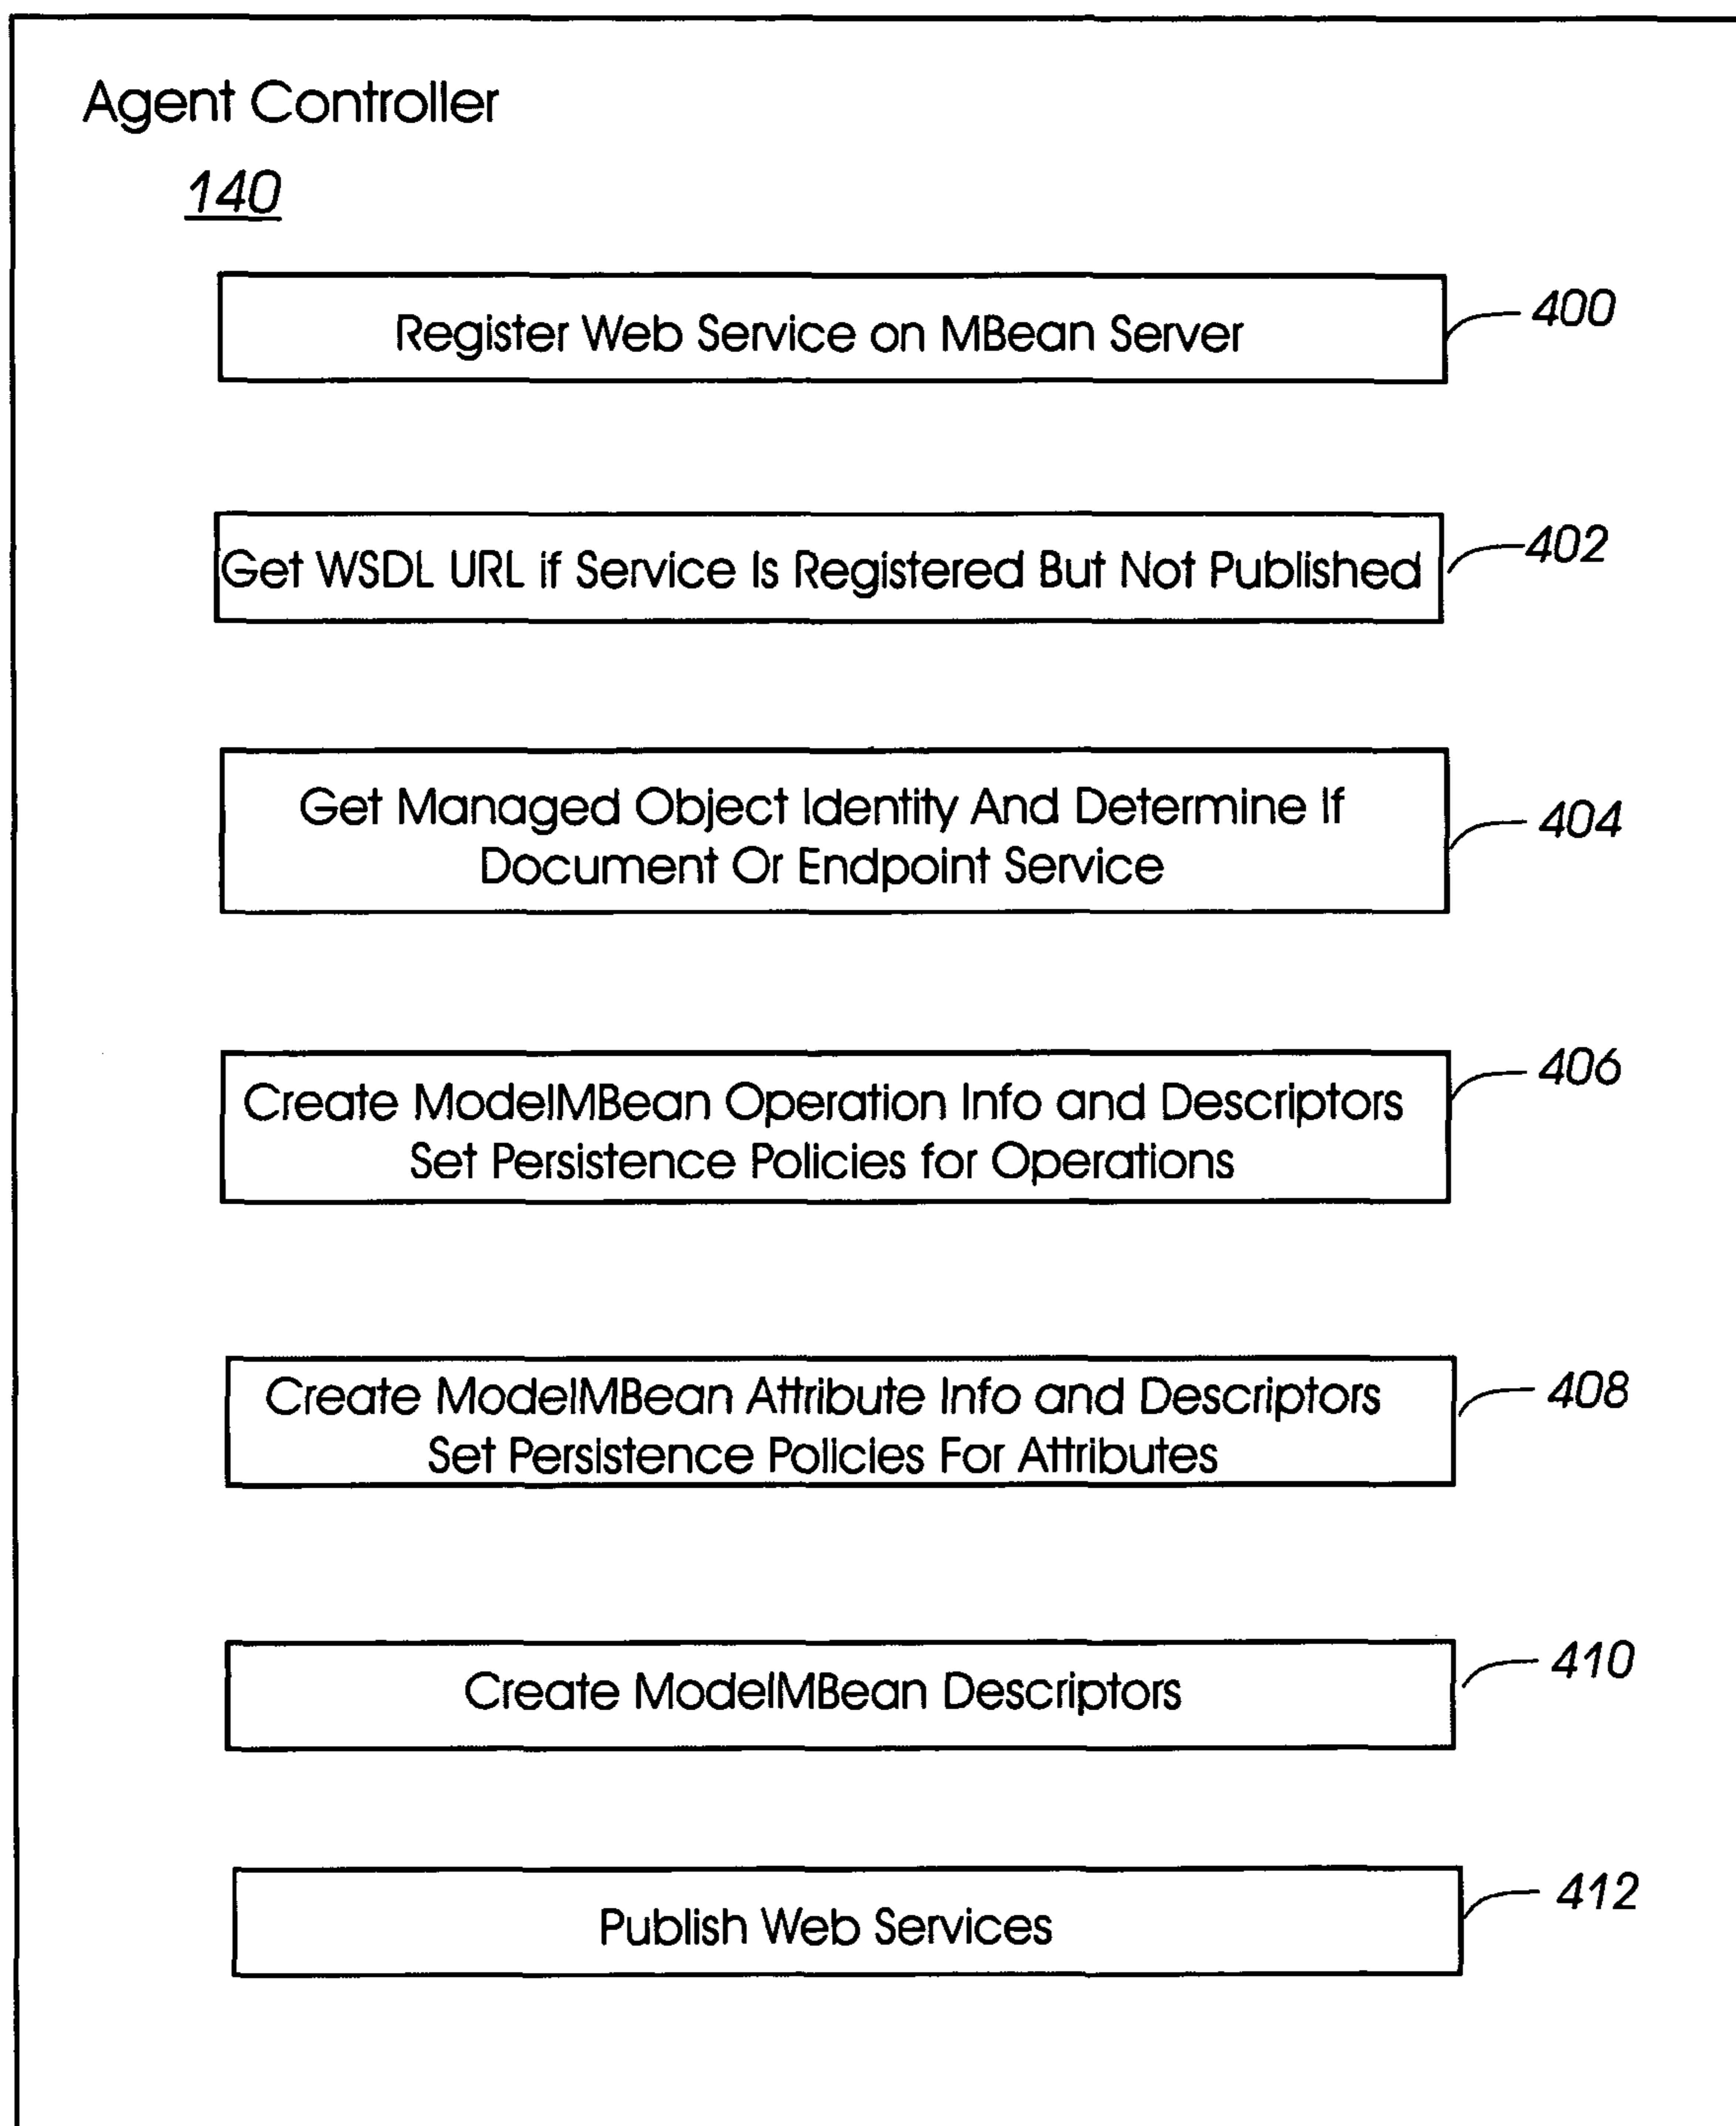 Agent Controller
140
Register Web Service on MBean Server
400
Get WSDL URL if Service Is Registered But Not Published
402
Get Managed Object Identity And Determine If
Document Or Endpoint Service
404
Create ModelMBean Operation Info and Descriptors
Set Persistence Policies for Operations
406
Create ModelMBean Attribute Info and Descriptors
Set Persistence Policies For Attributes
408
Create ModelMBean Descriptors
410
Publish Web Services
412